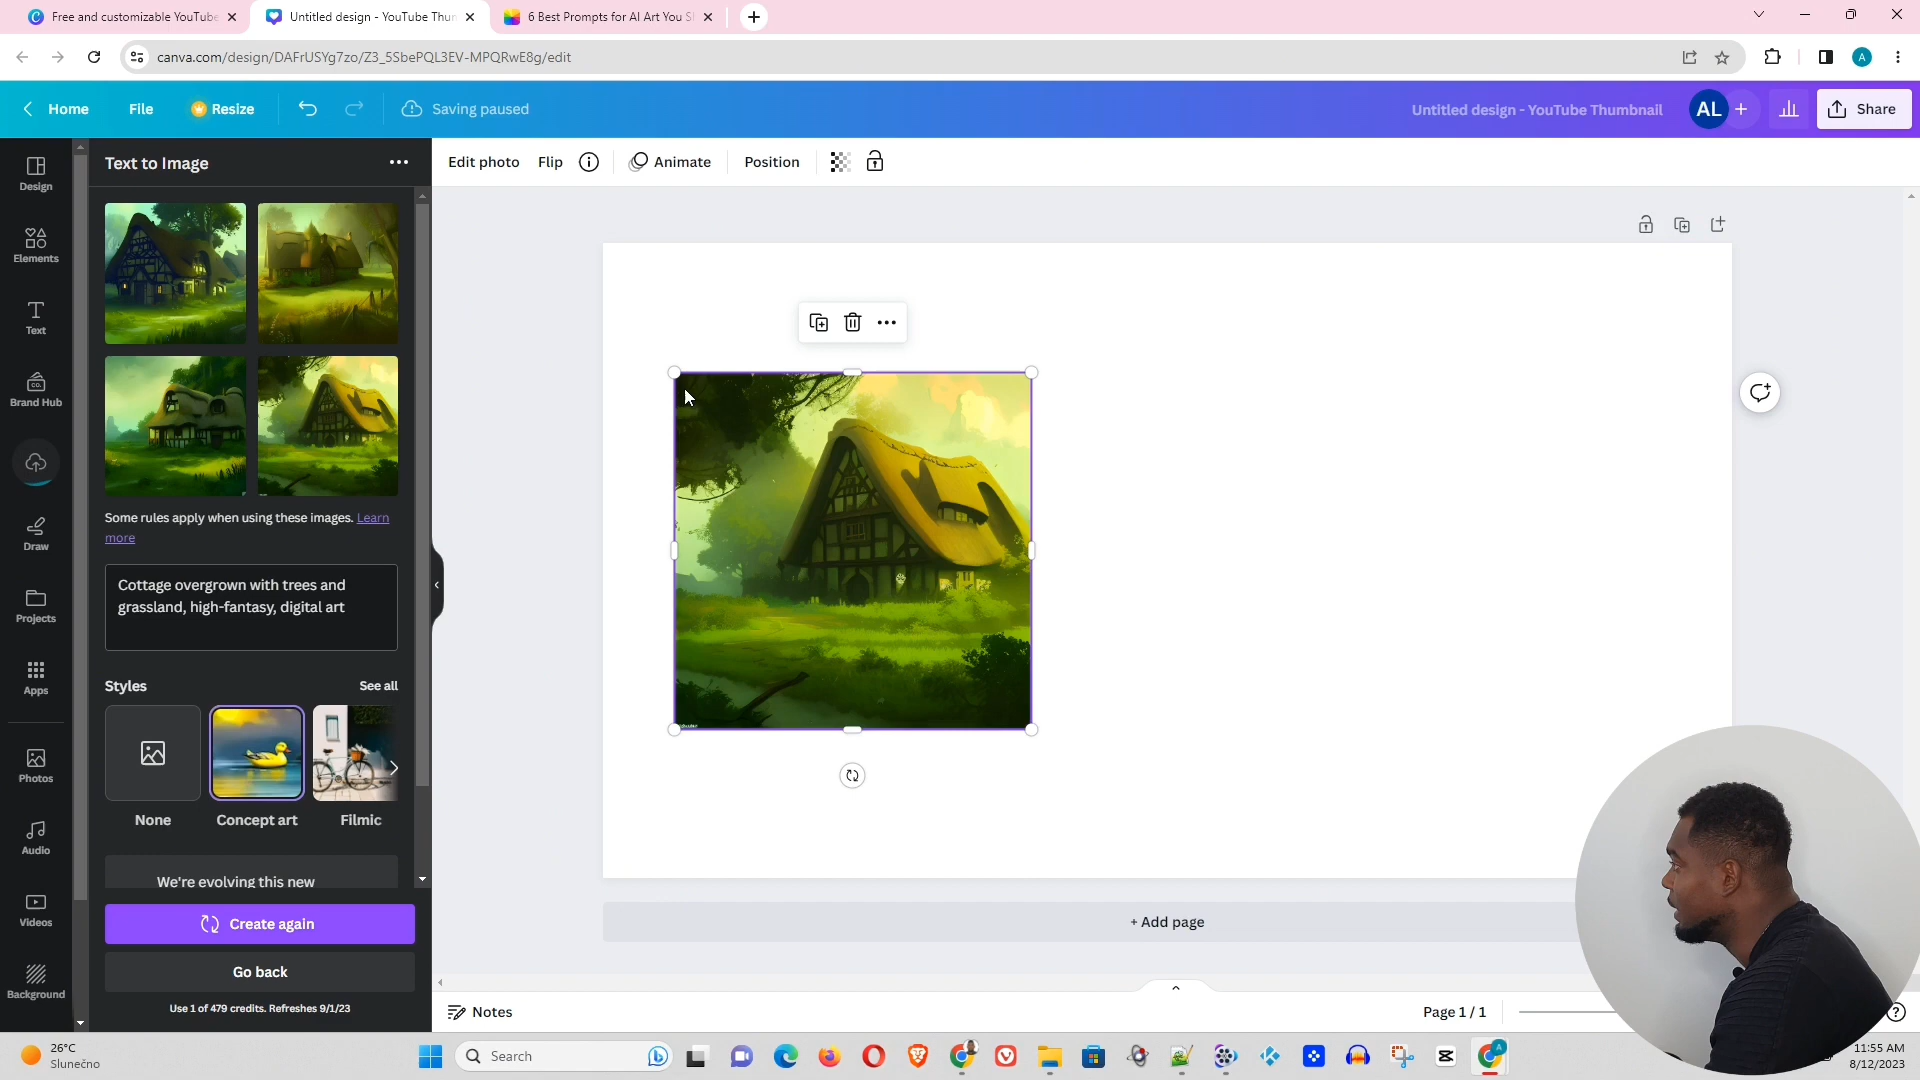 Free and customizable YouTube
Untitled design - YouTube Thun
6 Best Prompts for AI Art You S
canva.com/design/DAFrUSYg7zo/Z3_5SbePQL3EV-MPQRwE8g/edit
A
Home
File
Resize
Saving paused
Untitled design - YouTube Thumbnail
AL
Share
Design
Elements
Text
Brand Hub
Draw
Projects
Apps
Photos
Audio
Videos
Background
Text to Image
Some rules apply when using these images. Learn
more
Cottage overgrown with trees and
grassland, high-fantasy, digital art
Styles
See all
None
Concept art
Filmic
We're evolving this new
Create again
Go back
Use 1 of 479 credits. Refreshes 9/1/23
Edit photo
Flip
Animate
Position
+ Add page
Notes
Page 1 / 1
26°C
Slunečno
Search
11:55 AM
8/12/2023